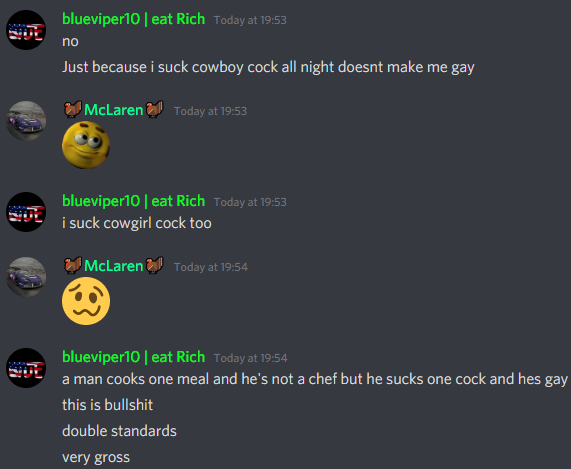 blueviper10 | eat Rich Today at 19:53
no
Just because i suck cowboy cock all night doesnt make me gay
McLaren Today at 19:53
blueviper10 | eat Rich Today at 19:53
i suck cowgirl cock too
McLaren Today at 19:54
blueviper10 | eat Rich Today at 19:54
a man cooks one meal and he's not a chef but he sucks one cock and hes gay
this is bullshit
double standards
very gross